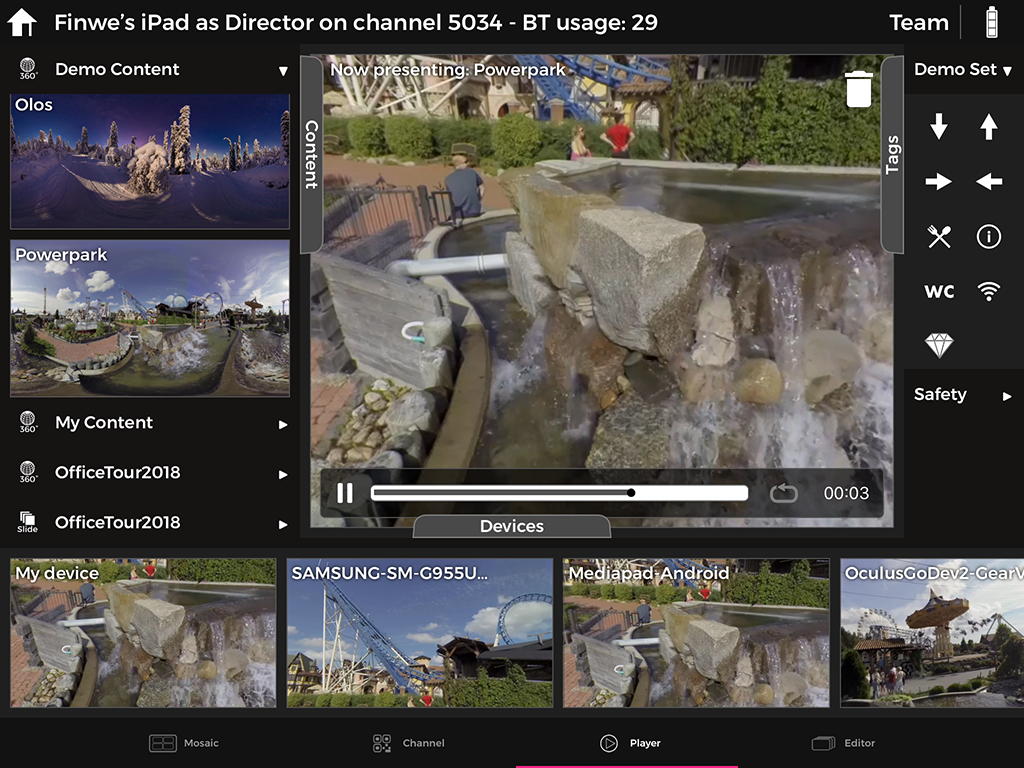 Finwe’s iPad as Director on channel 5034 - BT usage: 29
Team
360°
Demo Content
Olos
Powerpark
360°
My Content
360°
OfficeTour2018
Slide
OfficeTour2018
Content
Now presenting: Powerpark
Tags
00:03
Devices
Demo Set
WC
Safety
My device
SAMSUNG-SM-G955U...
Mediapad-Android
OculusGoDev2-GearV
Mosaic
Channel
Player
Editor